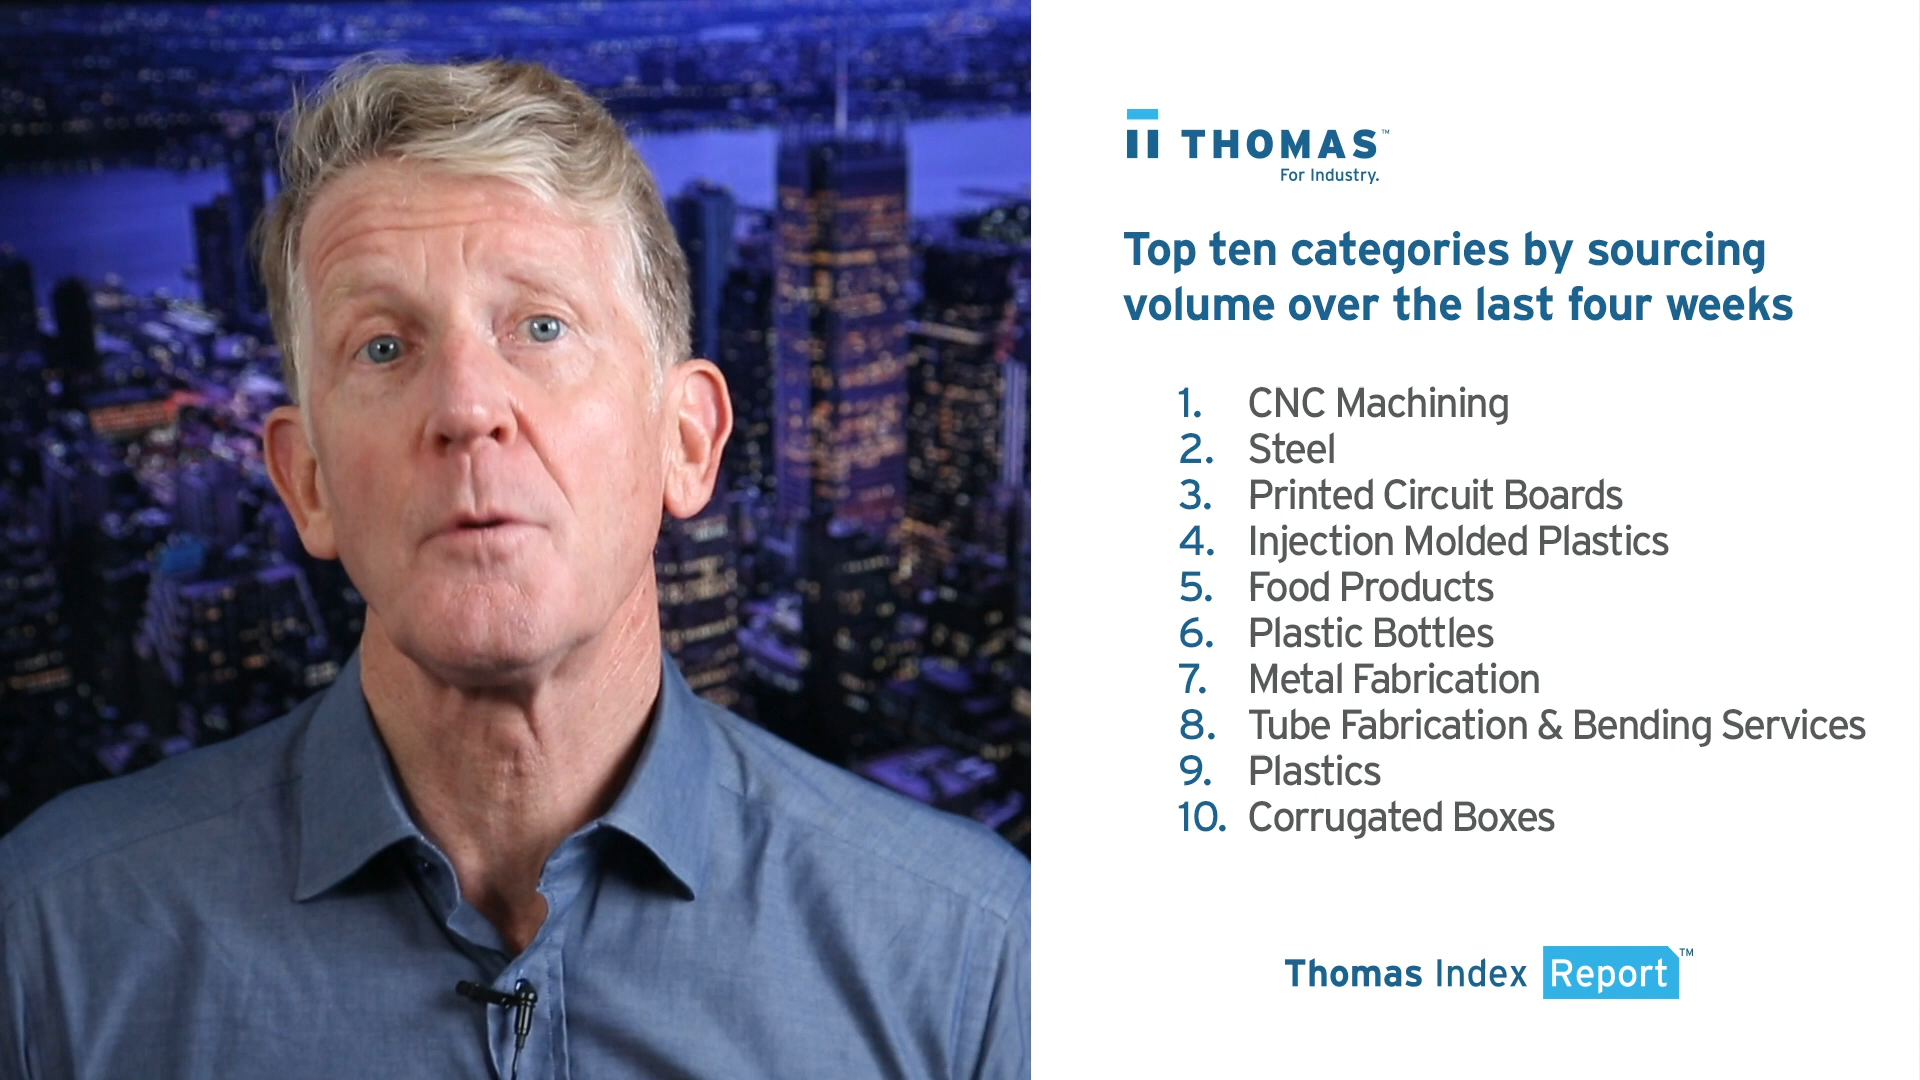 THOMAS™
For Industry.
Top ten categories by sourcing
volume over the last four weeks
1. CNC Machining
2. Steel
3. Printed Circuit Boards
4. Injection Molded Plastics
5. Food Products
6. Plastic Bottles
7. Metal Fabrication
8. Tube Fabrication & Bending Services
9. Plastics
10. Corrugated Boxes
Thomas Index Report™